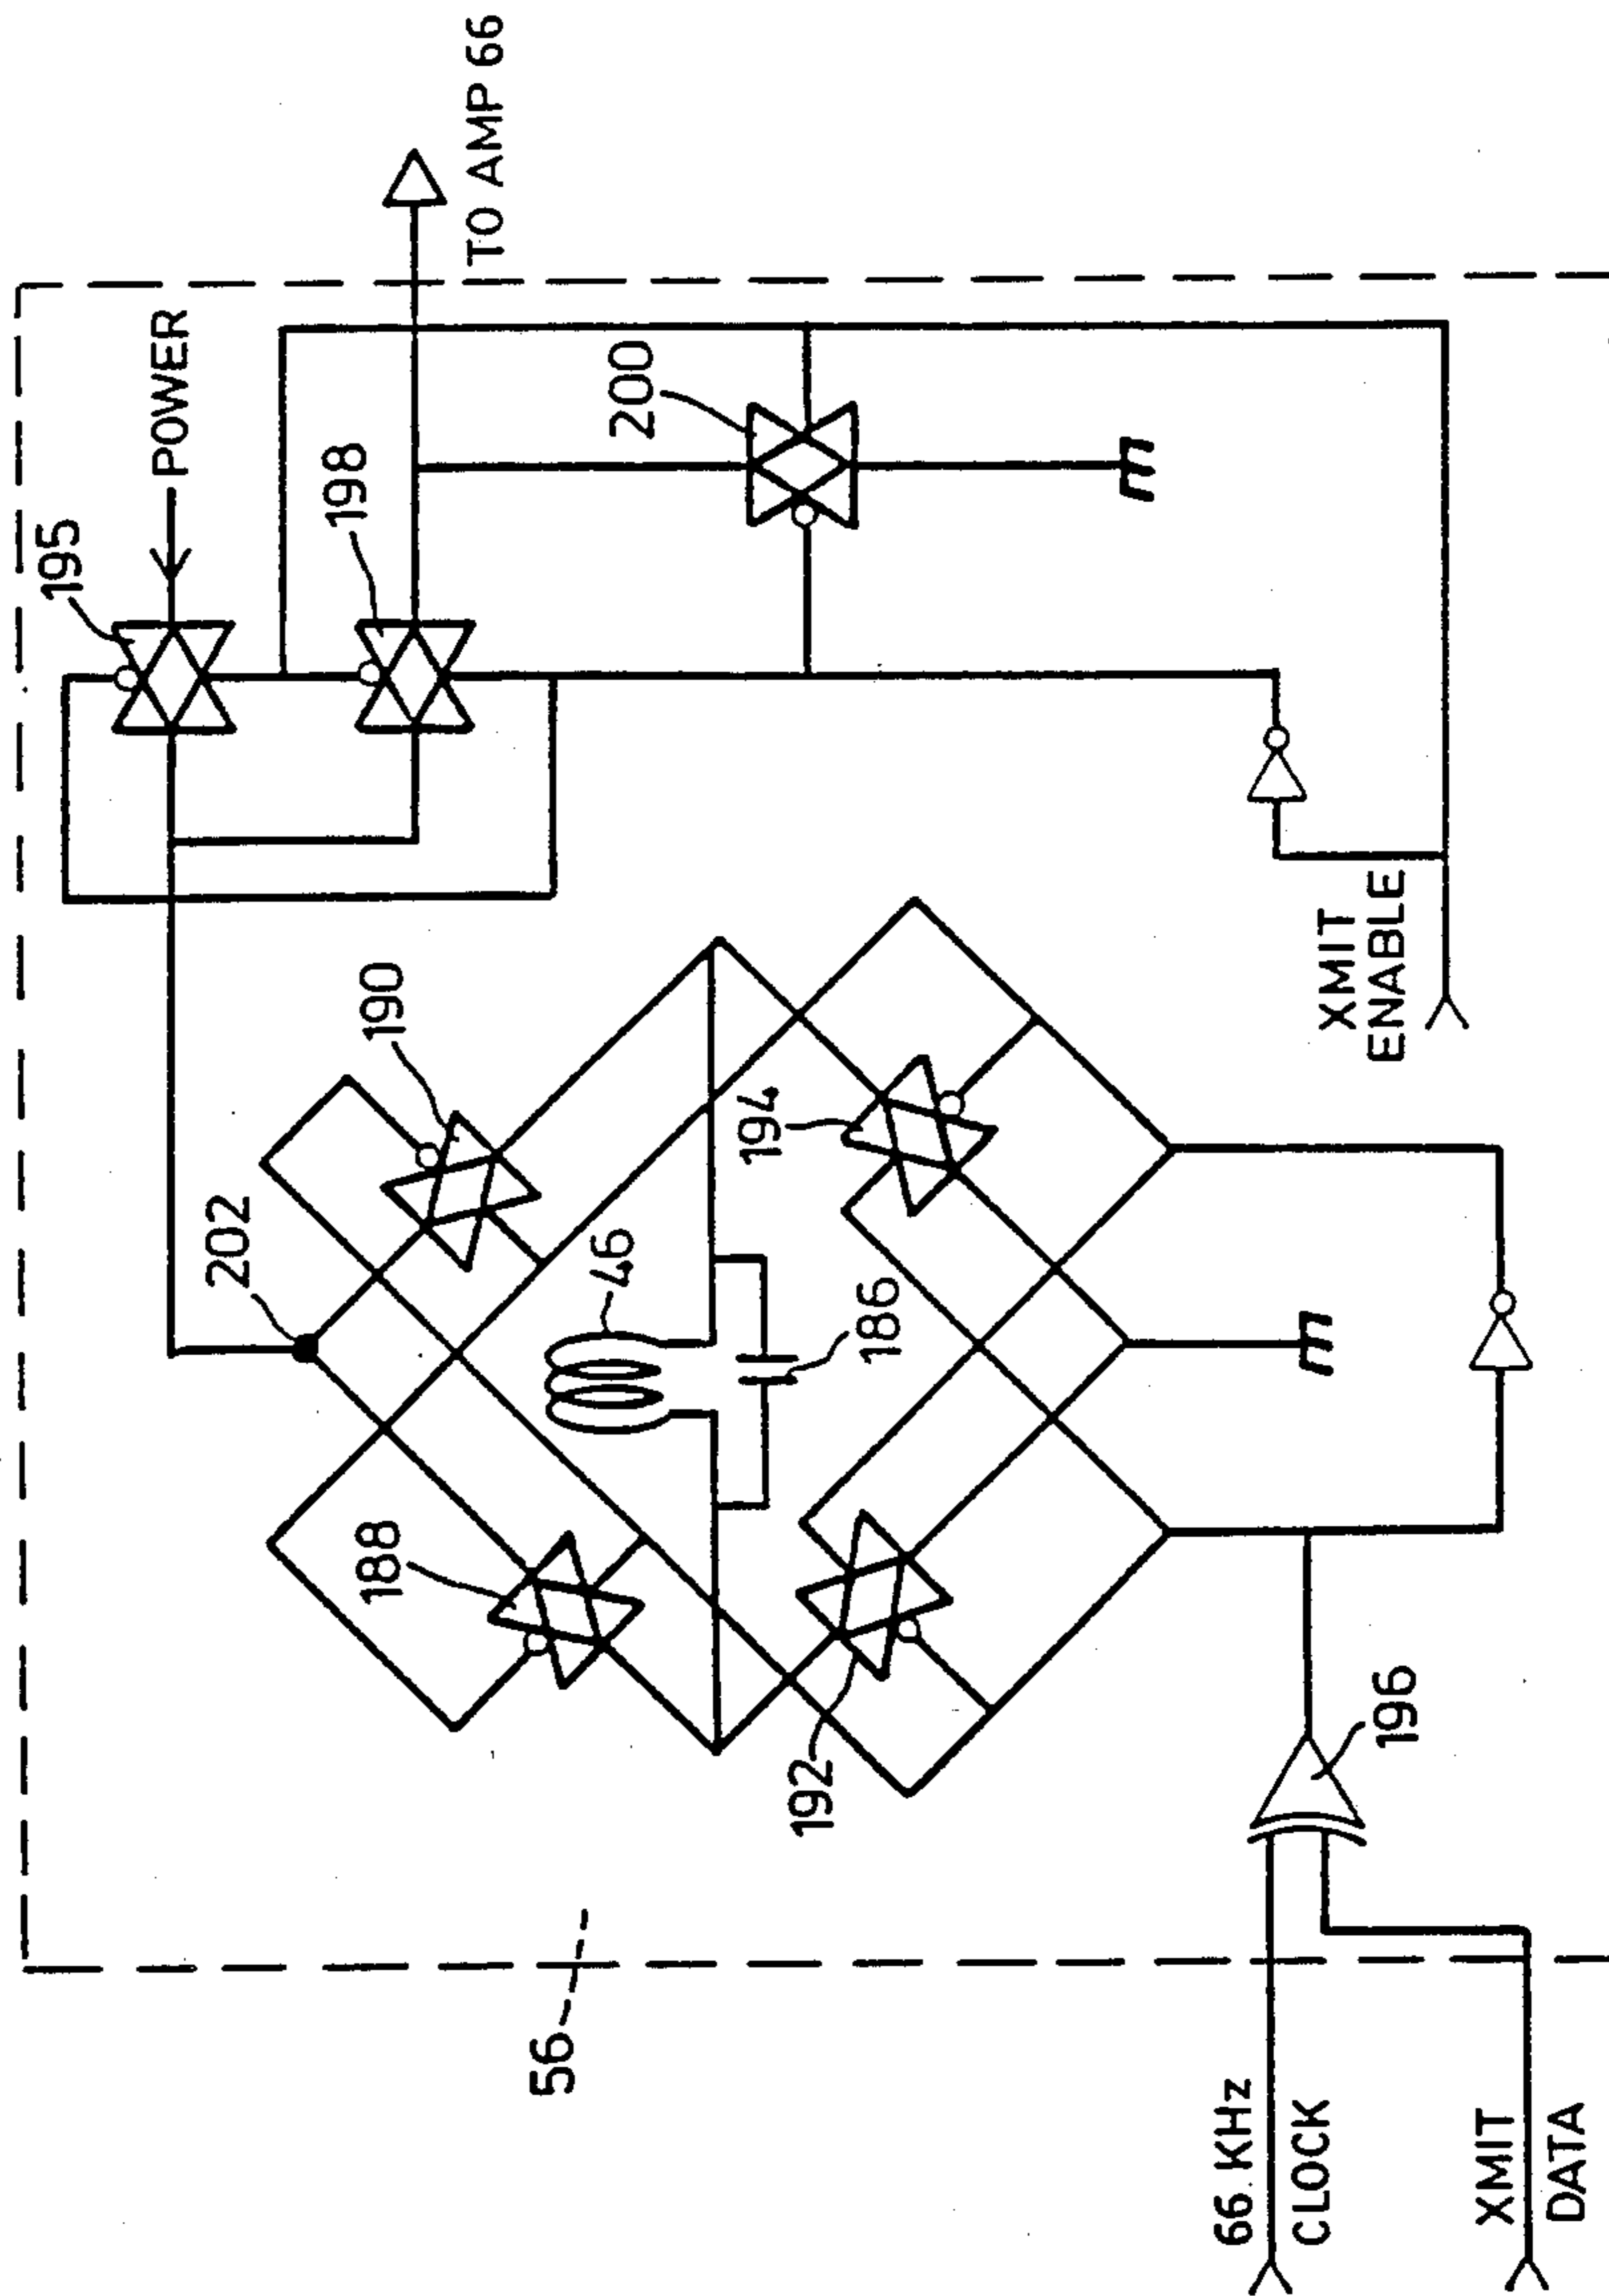 195
POWER
198
TO AMP 66
200
202
190
188
46
186
194
192
XMIT
ENABLE
56
196
66 KHz
CLOCK
XMIT
DATA